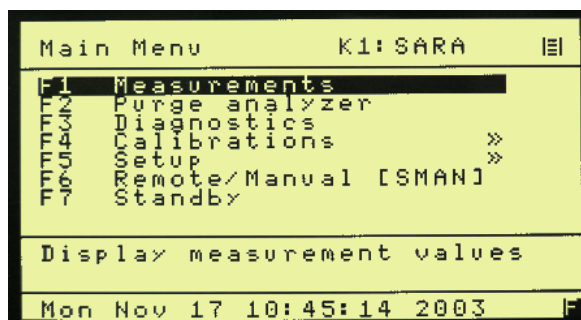 Main Menu K1:SARA
F1 Measurements
F2 Purge analyzer
F3 Diagnostics
F4 Calibrations »
F5 Setup »
F6 Remote/Manual [SMAN]
F7 Standby
Display measurement values
Mon Nov 17 10:45:14 2003 F